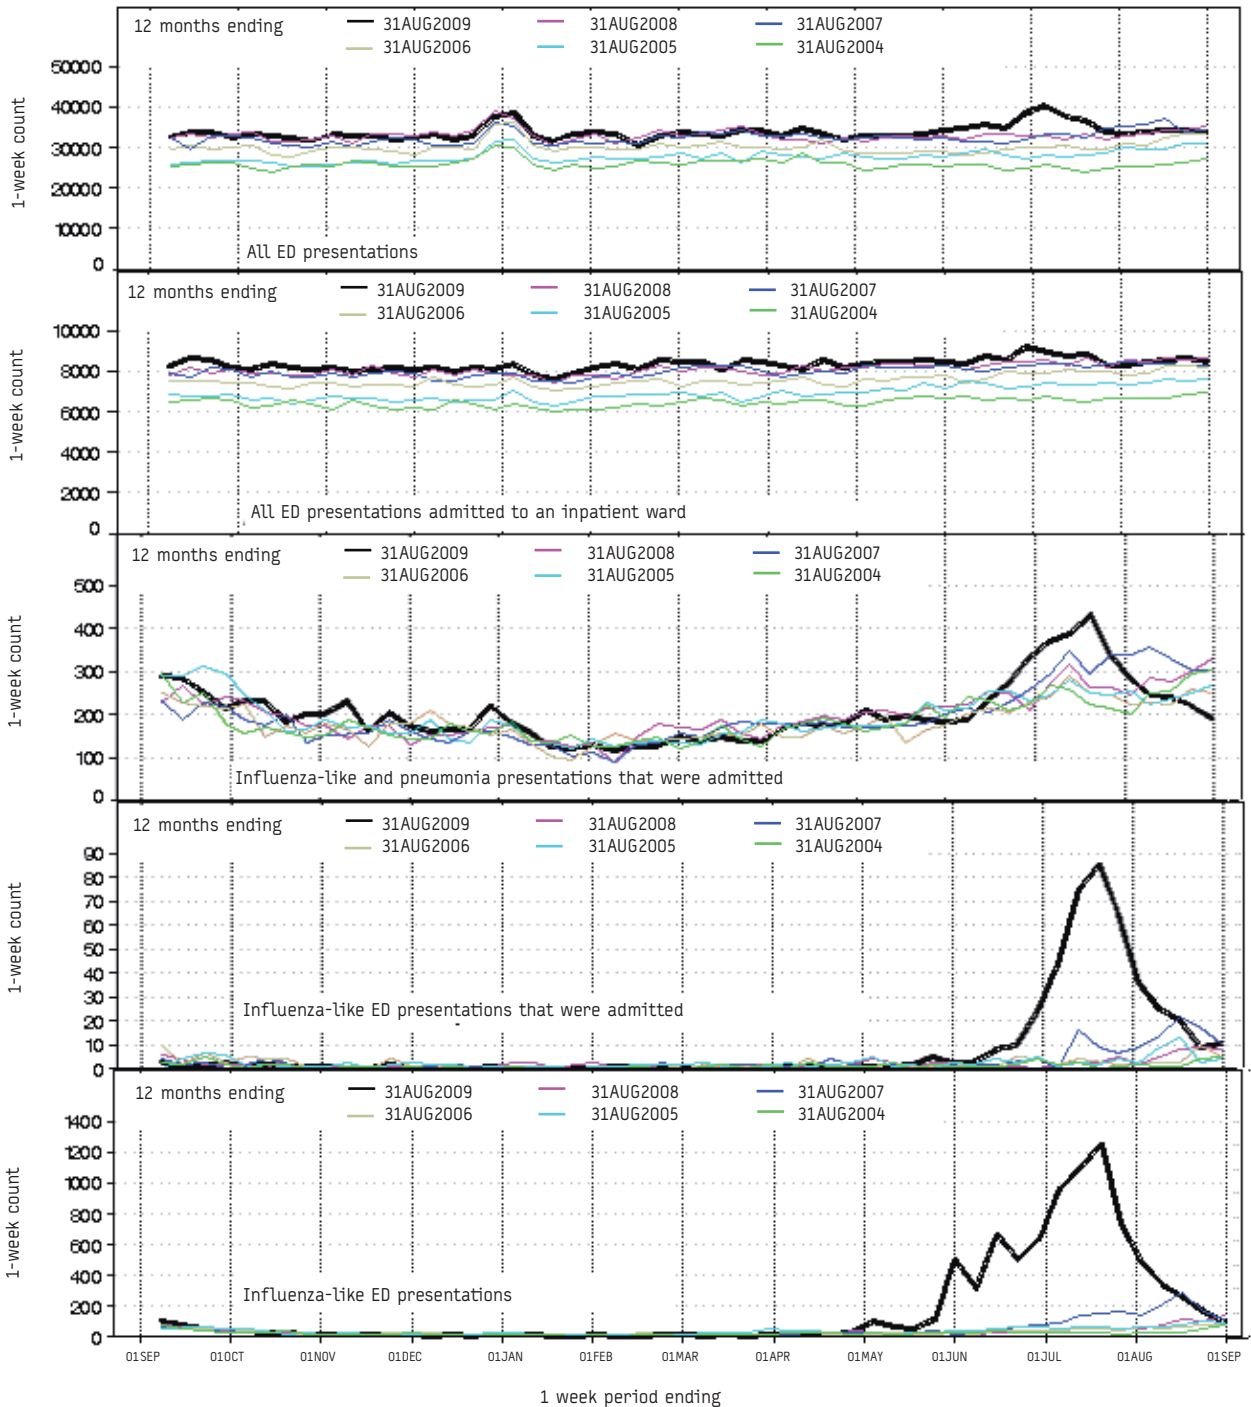 12 months ending 31AUG2009 31AUG2008 31AUG2007
31AUG2006 31AUG2005 31AUG2004
50000
40000
30000
20000
10000
0
1-week count
All ED presentations
12 months ending 31AUG2009 31AUG2008 31AUG2007
31AUG2006 31AUG2005 31AUG2004
10000
8000
6000
4000
2000
0
1-week count
All ED presentations admitted to an inpatient ward
12 months ending 31AUG2009 31AUG2008 31AUG2007
31AUG2006 31AUG2005 31AUG2004
500
400
300
200
100
0
1-week count
Influenza-like and pneumonia presentations that were admitted
12 months ending 31AUG2009 31AUG2008 31AUG2007
31AUG2006 31AUG2005 31AUG2004
90
80
70
60
50
40
30
20
10
0
1-week count
Influenza-like ED presentations that were admitted
12 months ending 31AUG2009 31AUG2008 31AUG2007
31AUG2006 31AUG2005 31AUG2004
1400
1200
1000
800
600
400
200
0
1-week count
Influenza-like ED presentations
01SEP 01OCT 01NOV 01DEC 01JAN 01FEB 01MAR 01APR 01MAY 01JUN 01JUL 01AUG 01SEP
1 week period ending